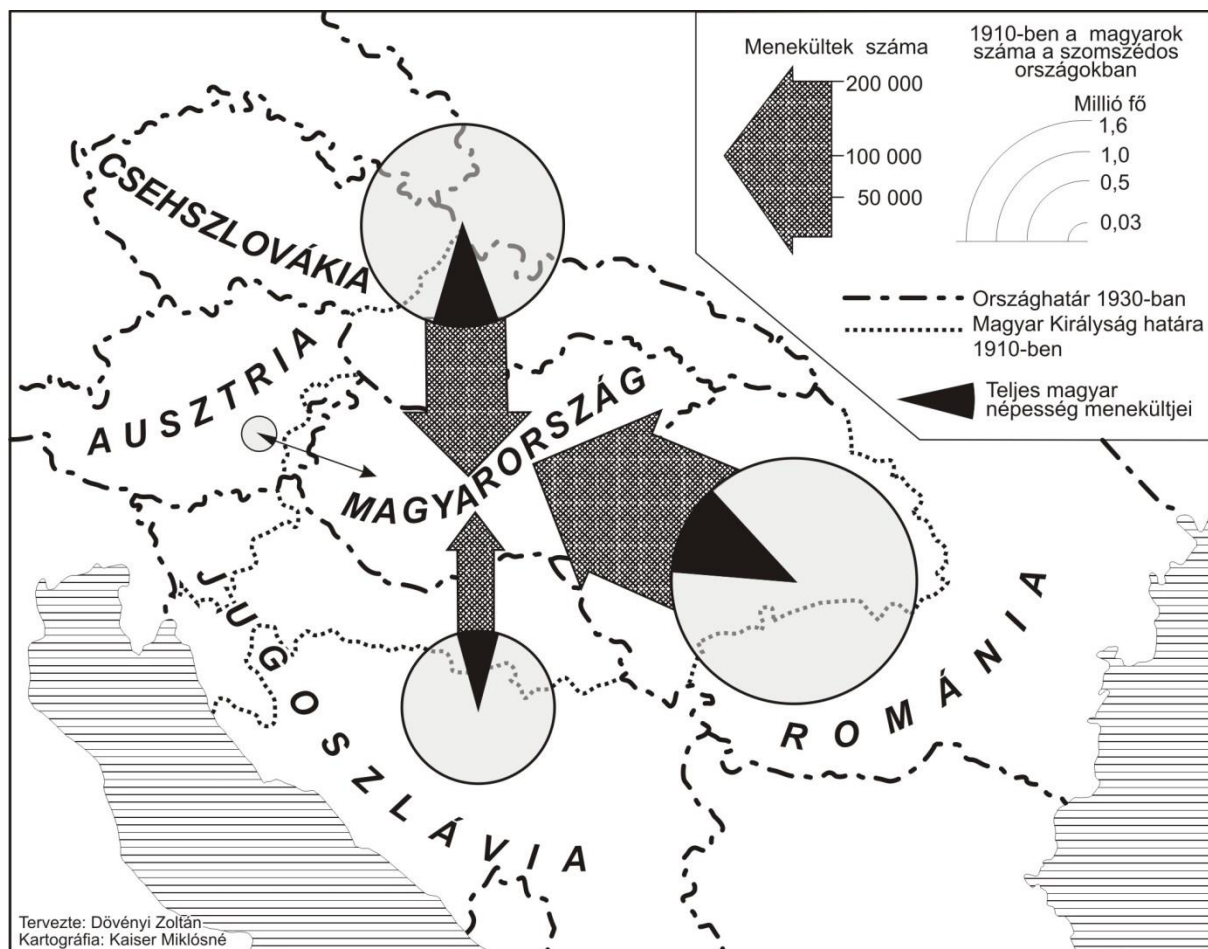 CSEHSZLOVÁKIA
AUSZTRIA
MAGYARORSZÁG
JUGOSZLÁVIA
ROMÁNIA
Menekültek száma
200 000
100 000
50 000
1910-ben a magyarok
száma a szomszédos
országokban
Millió fő
1,6
1,0
0,5
0,03
Országhatár 1930-ban
Magyar Királyság határa
1910-ben
Teljes magyar
népesség menekültjei
Tervezte: Dövényi Zoltán
Kartográfia: Kaiser Miklósné